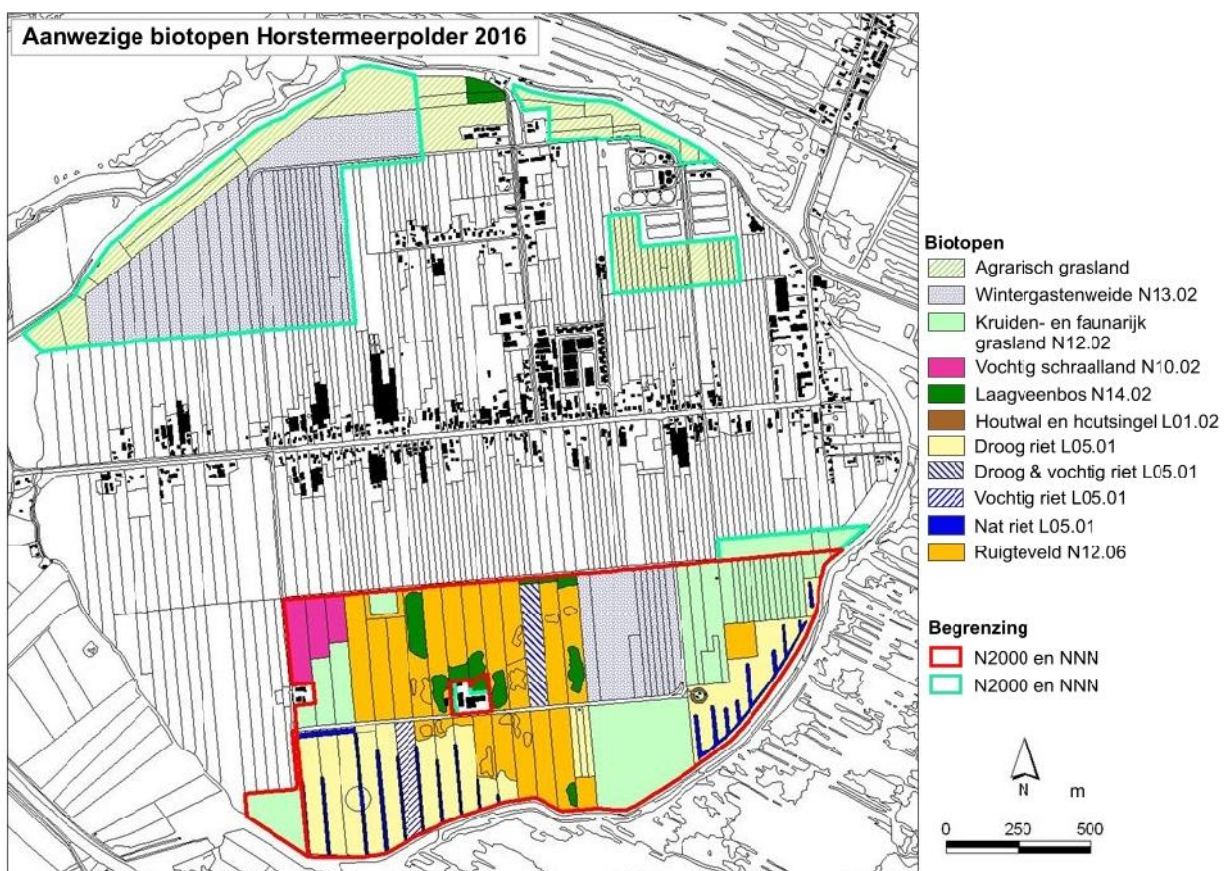 Aanwezige biotopen Horstermeerpolder 2016
Biotopen
Agrarisch grasland
Wintergastenweide N13.02
Kruiden- en faunarijk
grasland N12.02
Vochtig schraalland N10.02
Laagveenbos N14.02
Houtwal en houtsingel L01.02
Droog riet L05.01
Droog & vochtig riet L05.01
Vochtig riet L05.01
Nat riet L05.01
Ruigteveld N12.06
Begrenzing
N2000 en NNN
N2000 en NNN
N
m
0 250 500